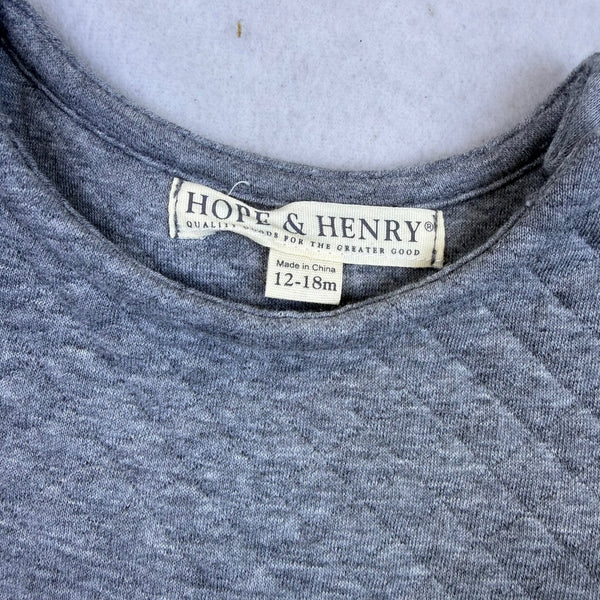 HOPE & HENRY®
QUALITY GOODS FOR THE GREATER GOOD
Made in China
12-18m